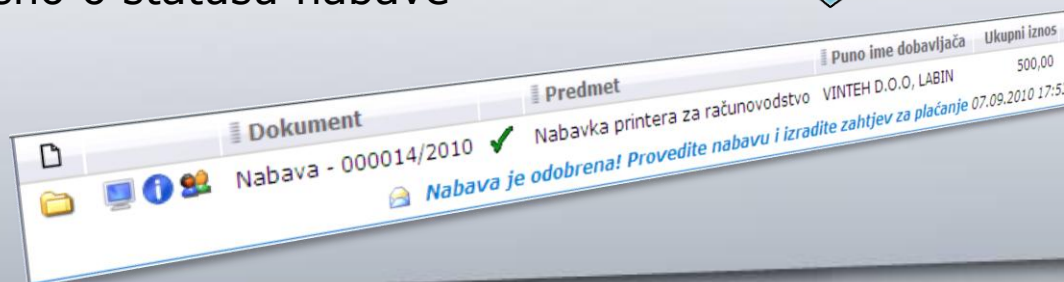 o statusu nabave
Dokument Predmet Puno ime dobavljača Ukupni iznos
Nabava - 000014/2010 Nabavka printera za računovodstvo VINTEH D.O.O, LABIN 500,00
Nabava je odobrena! Provedite nabavu i izradite zahtjev za plaćanje 07.09.2010 17:5